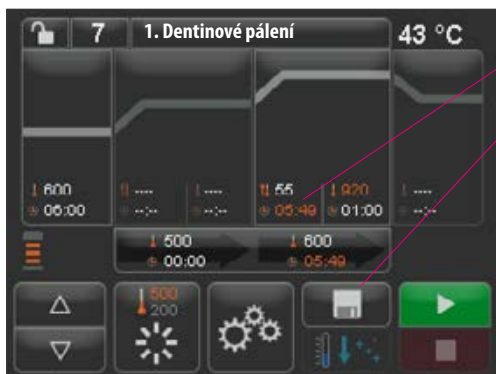 7 1. Dentinové pálení 43 °C
600 ---- ---- 55 920 ----
06:00 --:-- --:-- 05:49 01:00 --:--
500 600
00:00 05:49
500
200